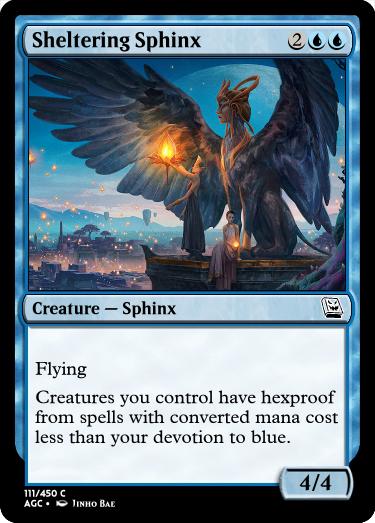 Sheltering Sphinx 2
Creature — Sphinx
Flying
Creatures you control have hexproof
from spells with converted mana cost
less than your devotion to blue.
4/4
111/450 C
AGC • Jinho Bae